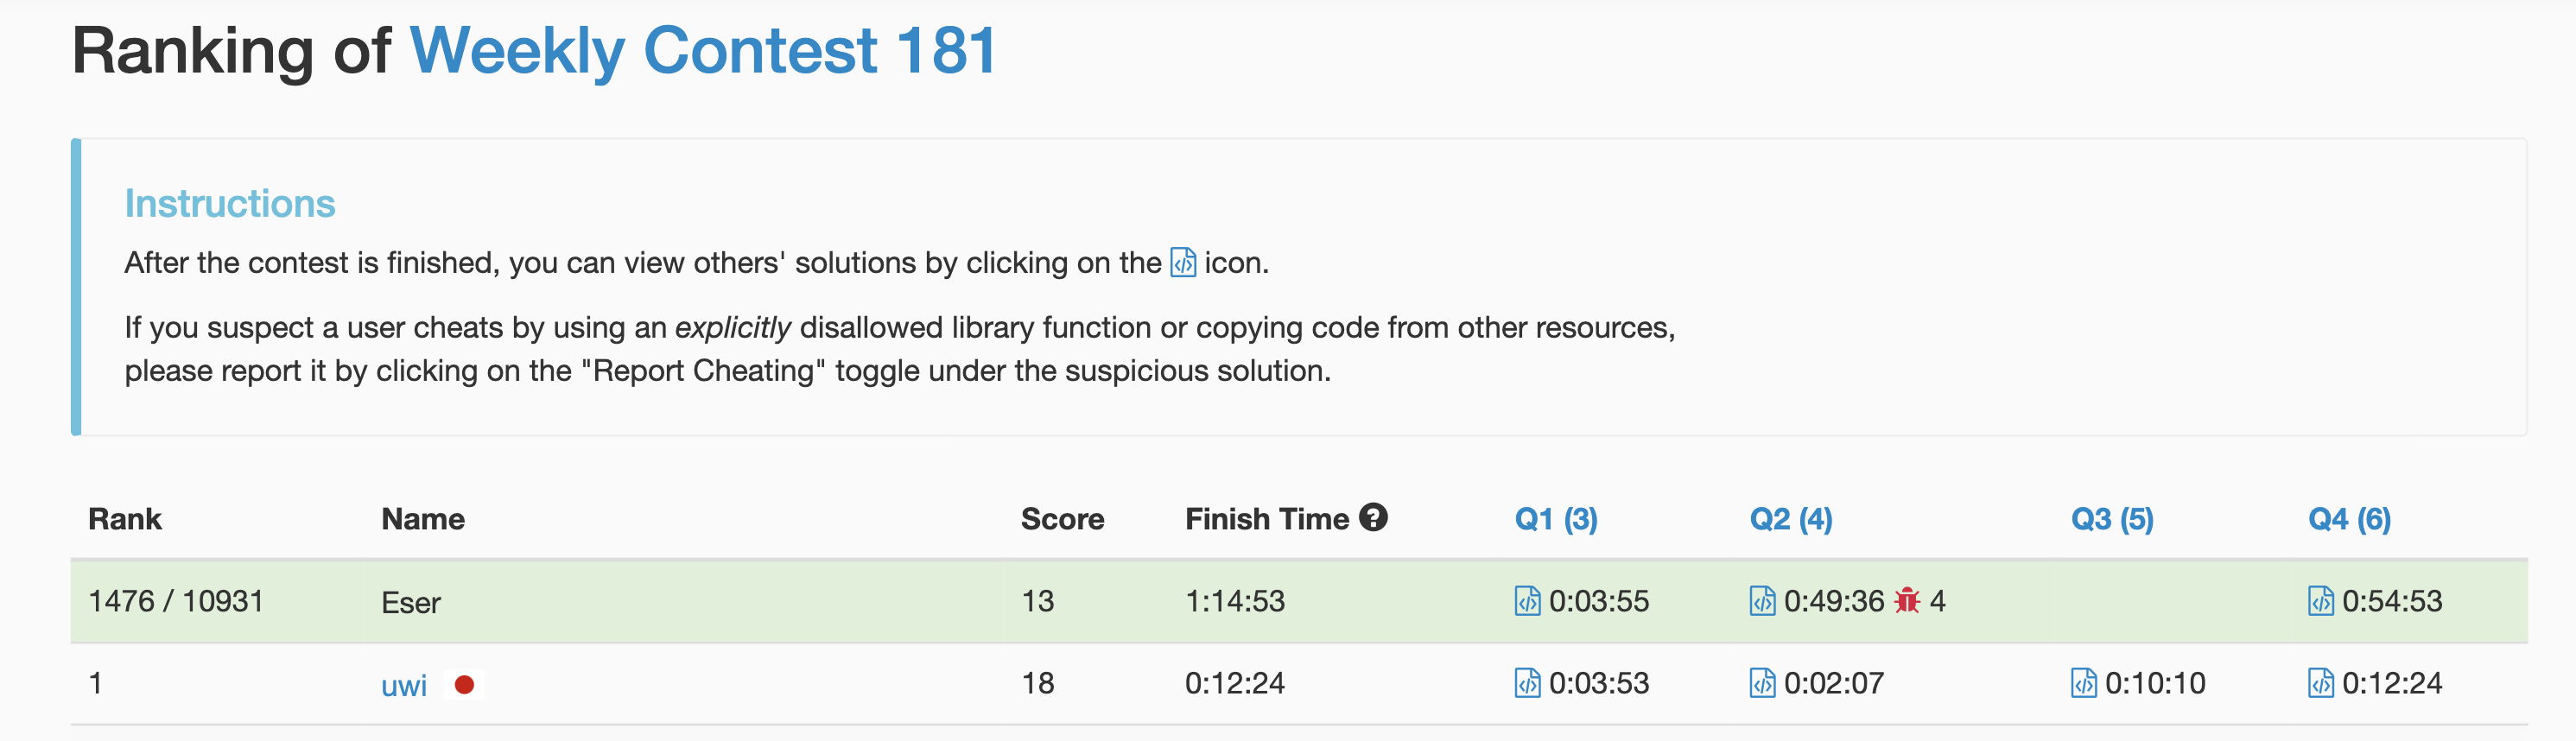 Ranking of Weekly Contest 181
Instructions
After the contest is finished, you can view others' solutions by clicking on the icon.
If you suspect a user cheats by using an explicitly disallowed library function or copying code from other resources,
please report it by clicking on the "Report Cheating" toggle under the suspicious solution.
Rank Name Score Finish Time ? Q1 (3) Q2 (4) Q3 (5) Q4 (6)
1476 / 10931 Eser 13 1:14:53 0:03:55 0:49:36 4 0:54:53
1 uwi 18 0:12:24 0:03:53 0:02:07 0:10:10 0:12:24